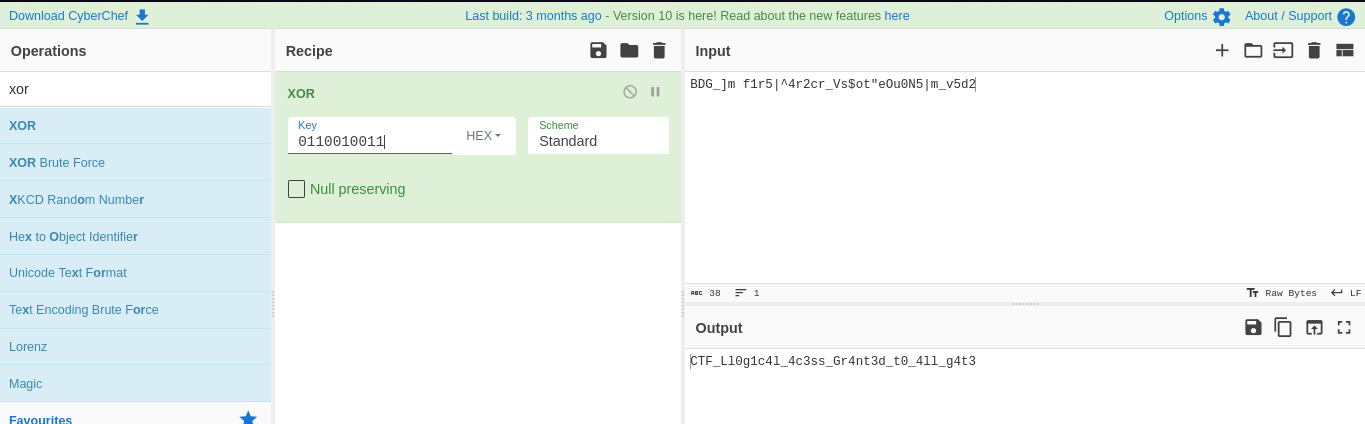 Download CyberChef
Last build: 3 months ago - Version 10 is here! Read about the new features here
Options
About / Support
Operations
Recipe
Input
xor
XOR
XOR Brute Force
XKCD Random Number
Hex to Object Identifier
Unicode Text Format
Text Encoding Brute Force
Lorenz
Magic
Favourites
XOR
Key
0110010011
HEX
Scheme
Standard
Null preserving
BDG_]m f1r5|^4r2cr_Vs$ot"eOu0N5|m_v5d2
ABC 38
1
Raw Bytes
LF
Output
CTF_Ll0g1c4l_4c3ss_Gr4nt3d_t0_4ll_g4t3